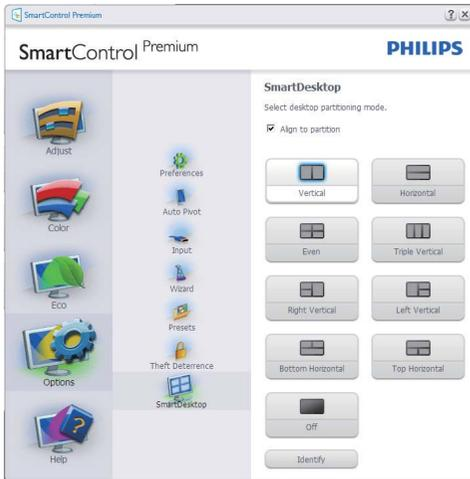 SmartControl Premium
SmartControl Premium
PHILIPS
Adjust
Color
Eco
Options
Help
Preferences
Auto Pivot
Input
Wizard
Presets
Theft Deterrence
SmartDesktop
SmartDesktop
Select desktop partitioning mode.
Align to partition
Vertical
Horizontal
Even
Triple Vertical
Right Vertical
Left Vertical
Bottom Horizontal
Top Horizontal
Off
Identify